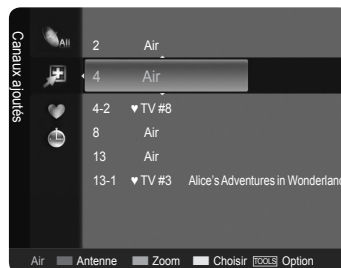 Canaux ajoutés
All
2 Air
4 Air
4-2 ♥ TV #8
8 Air
13 Air
13-1 ♥ TV #3 Alice's Adventures in Wonderland
Air Antenne Zoom Choisir TOOLS Option